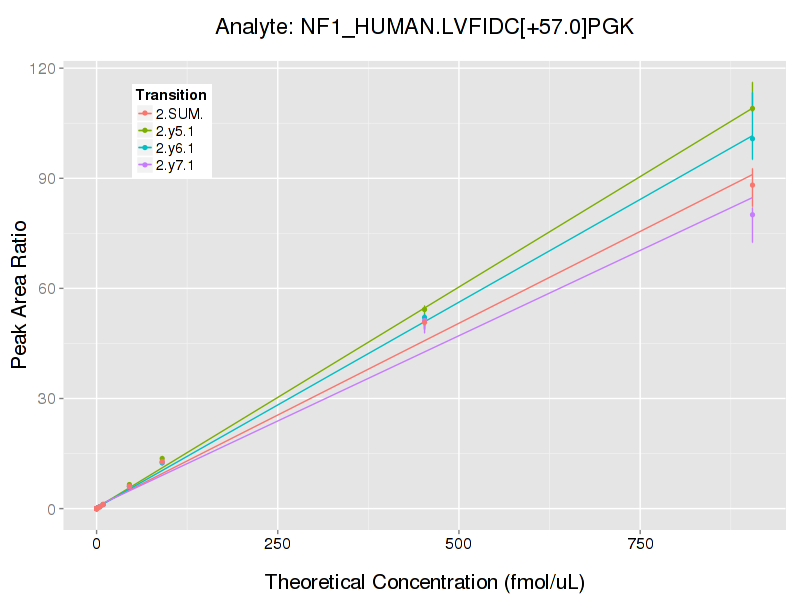 Analyte: NF1_HUMAN.LVFIDC[+57.0]PGK
120
90
60
30
0
Peak Area Ratio
Transition
2.SUM.
2.y5.1
2.y6.1
2.y7.1
0 250 500 750
Theoretical Concentration (fmol/uL)